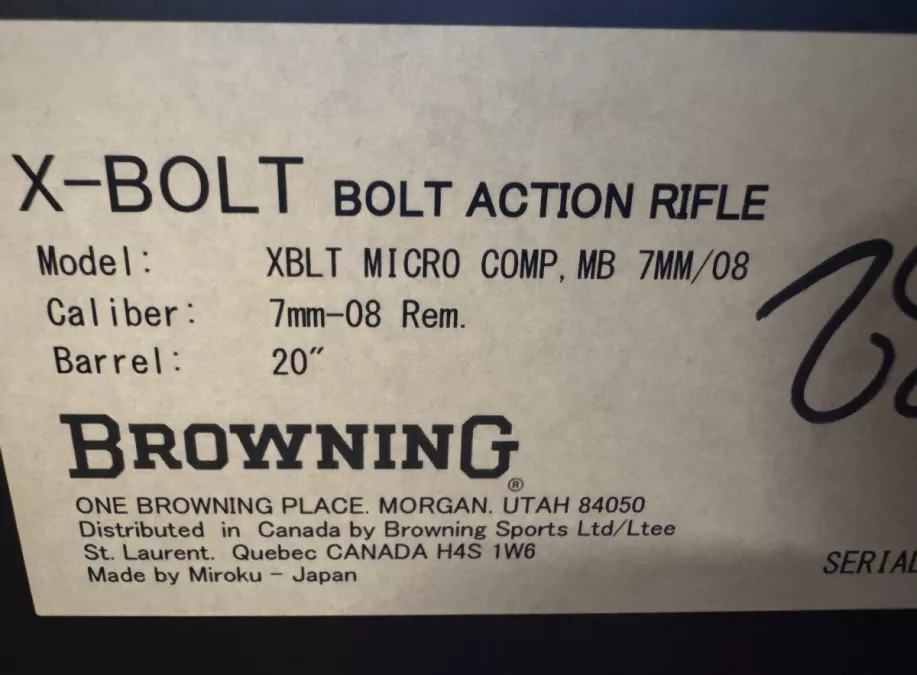 X-BOLT BOLT ACTION RIFLE
Model: XBLT MICRO COMP,MB 7MM/08
Caliber: 7mm-08 Rem.
Barrel: 20″
BROWNING®
ONE BROWNING PLACE. MORGAN. UTAH 84050
Distributed in Canada by Browning Sports Ltd/Ltee
St. Laurent. Quebec CANADA H4S 1W6
Made by Miroku - Japan
SERIAL